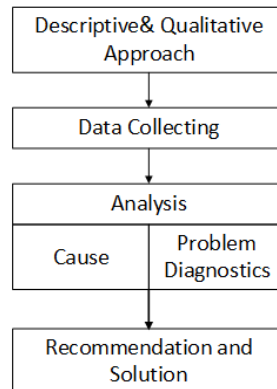 Descriptive& Qualitative
Approach
Data Collecting
Analysis
Cause
Problem
Diagnostics
Recommendation and
Solution